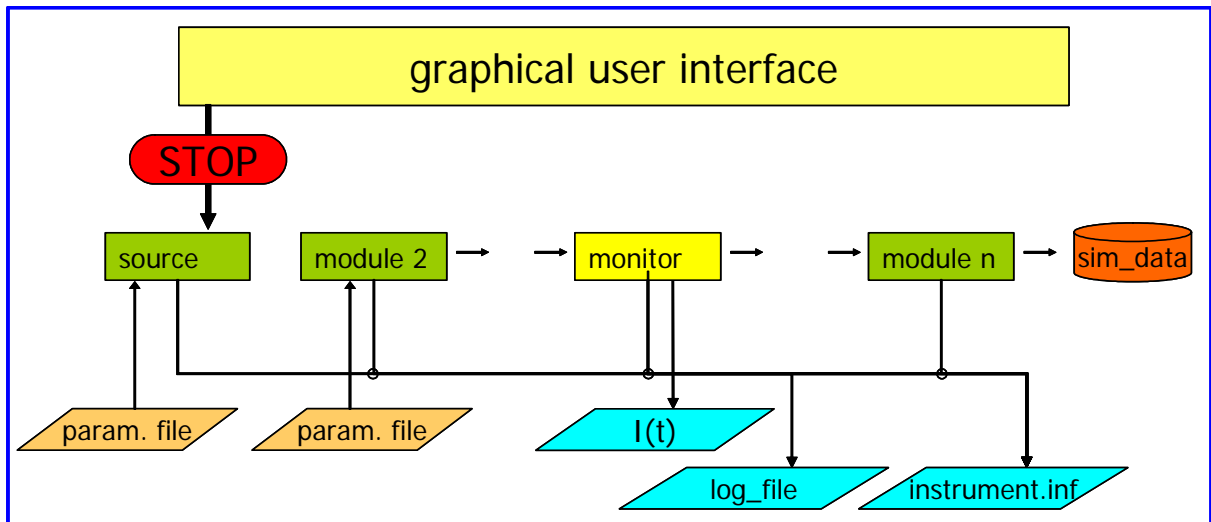 graphical user interface
STOP
source
module 2
monitor
module n
sim_data
param. file
param. file
I(t)
log_file
instrument.inf